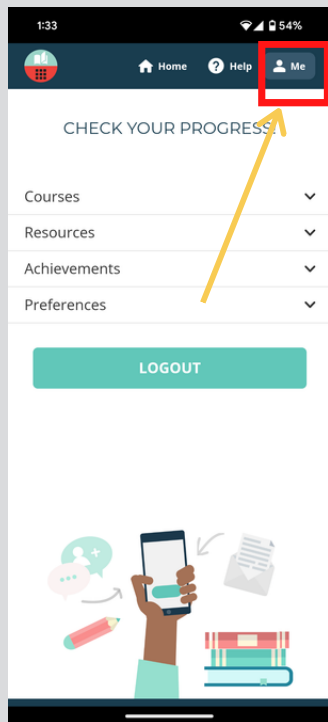 1:33 54%
Home Help Me
CHECK YOUR PROGRESS!
Courses
Resources
Achievements
Preferences
LOGOUT